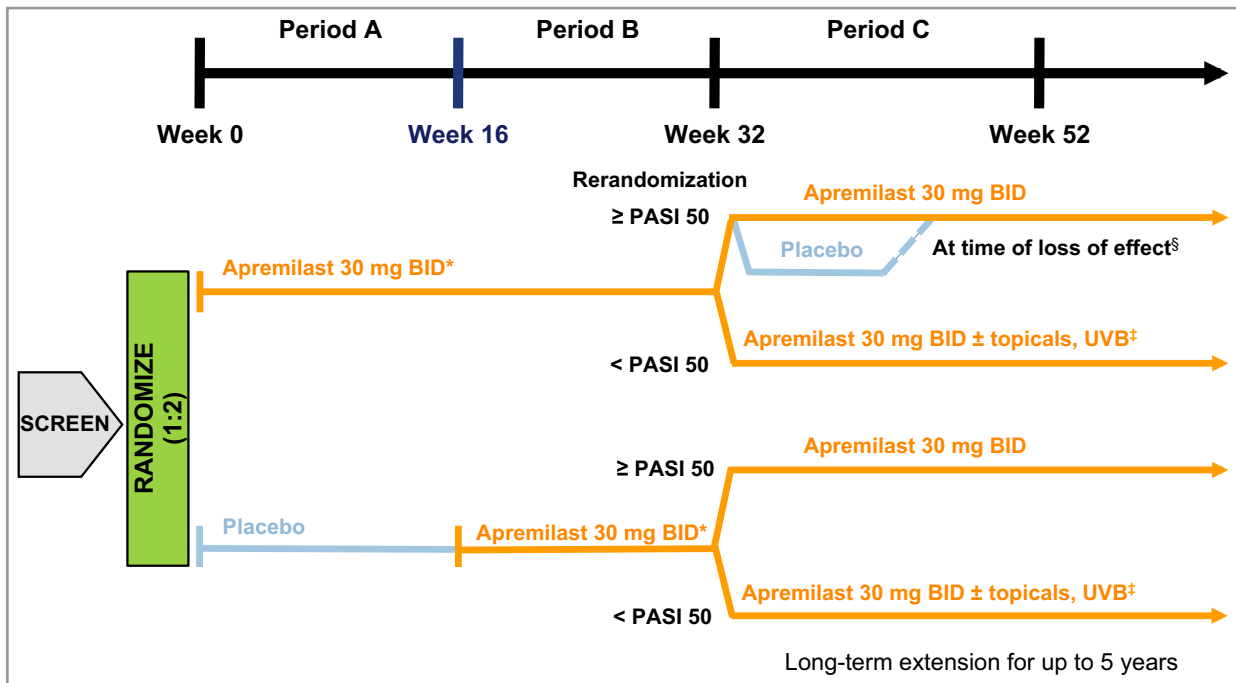 Period A
Period B
Period C
Week 0
Week 16
Week 32
Week 52
Rerandomization
≥ PASI 50
Apremilast 30 mg BID
Placebo
At time of loss of effect§
Apremilast 30 mg BID*
Apremilast 30 mg BID ± topicals, UVB‡
< PASI 50
SCREEN
RANDOMIZE
(1:2)
≥ PASI 50
Apremilast 30 mg BID
Placebo
Apremilast 30 mg BID*
Apremilast 30 mg BID ± topicals, UVB‡
< PASI 50
Long-term extension for up to 5 years